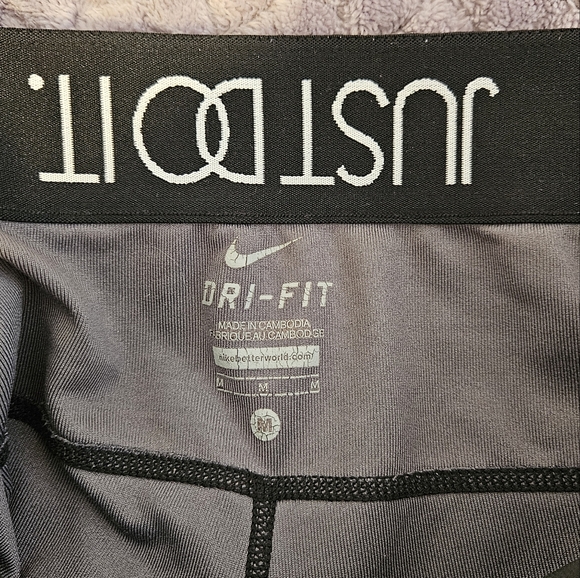 JUST DO IT.
DRI-FIT
MADE IN CAMBODIA
FABRIQUÉ AU CAMBODGE
nikebetterworld.com/
M M M
M